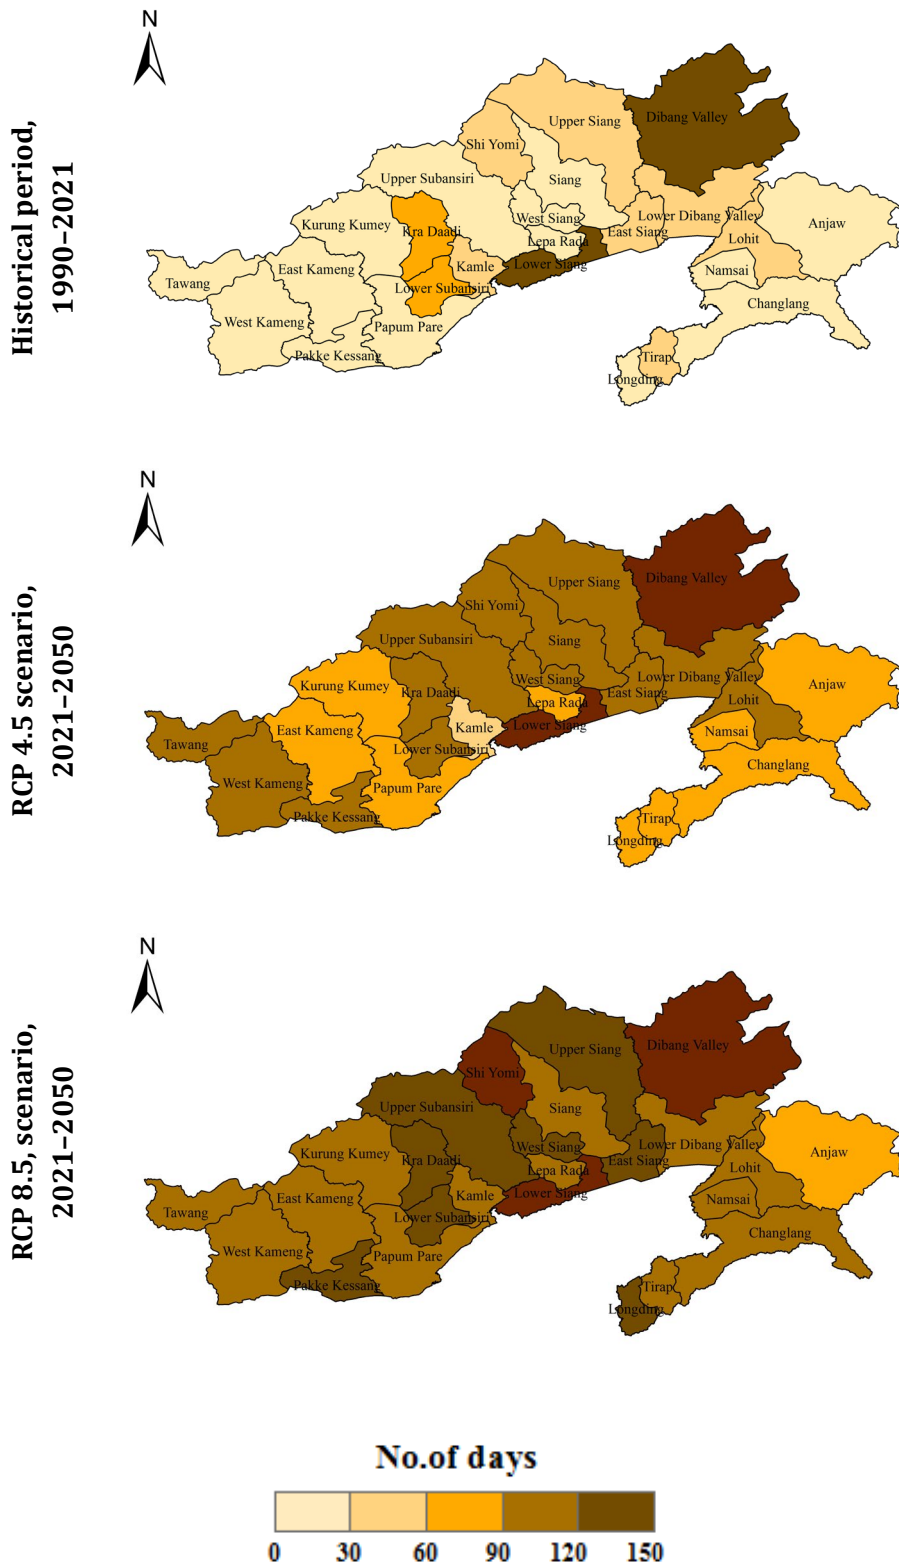 N
Historical period,
1990–2021
Dibang Valley
Upper Siang
Shi Yomi
Upper Subansiri
Siang
West Siang
Lower Dibang Valley
Kurung Kumey
Kra Daadi
East Siang
Anjaw
Lepa Rada
Lohit
Kamle
Lower Siang
East Kameng
Namsai
Tawang
Lower Subansiri
Changlang
West Kameng
Papum Pare
Pakke Kessang
Tirap
Longding
N
RCP 4.5 scenario,
2021–2050
Dibang Valley
Upper Siang
Shi Yomi
Upper Subansiri
Siang
West Siang
Lower Dibang Valley
Kurung Kumey
Kra Daadi
East Siang
Anjaw
Lepa Rada
Lohit
Kamle
Lower Siang
East Kameng
Namsai
Tawang
Lower Subansiri
Changlang
West Kameng
Papum Pare
Pakke Kessang
Tirap
Longding
N
RCP 8.5, scenario,
2021–2050
Dibang Valley
Upper Siang
Shi Yomi
Upper Subansiri
Siang
West Siang
Lower Dibang Valley
Kurung Kumey
Kra Daadi
East Siang
Anjaw
Lepa Rada
Lohit
Kamle
Lower Siang
East Kameng
Namsai
Tawang
Lower Subansiri
Changlang
West Kameng
Papum Pare
Pakke Kessang
Tirap
Longding
No.of days
0 30 60 90 120 150